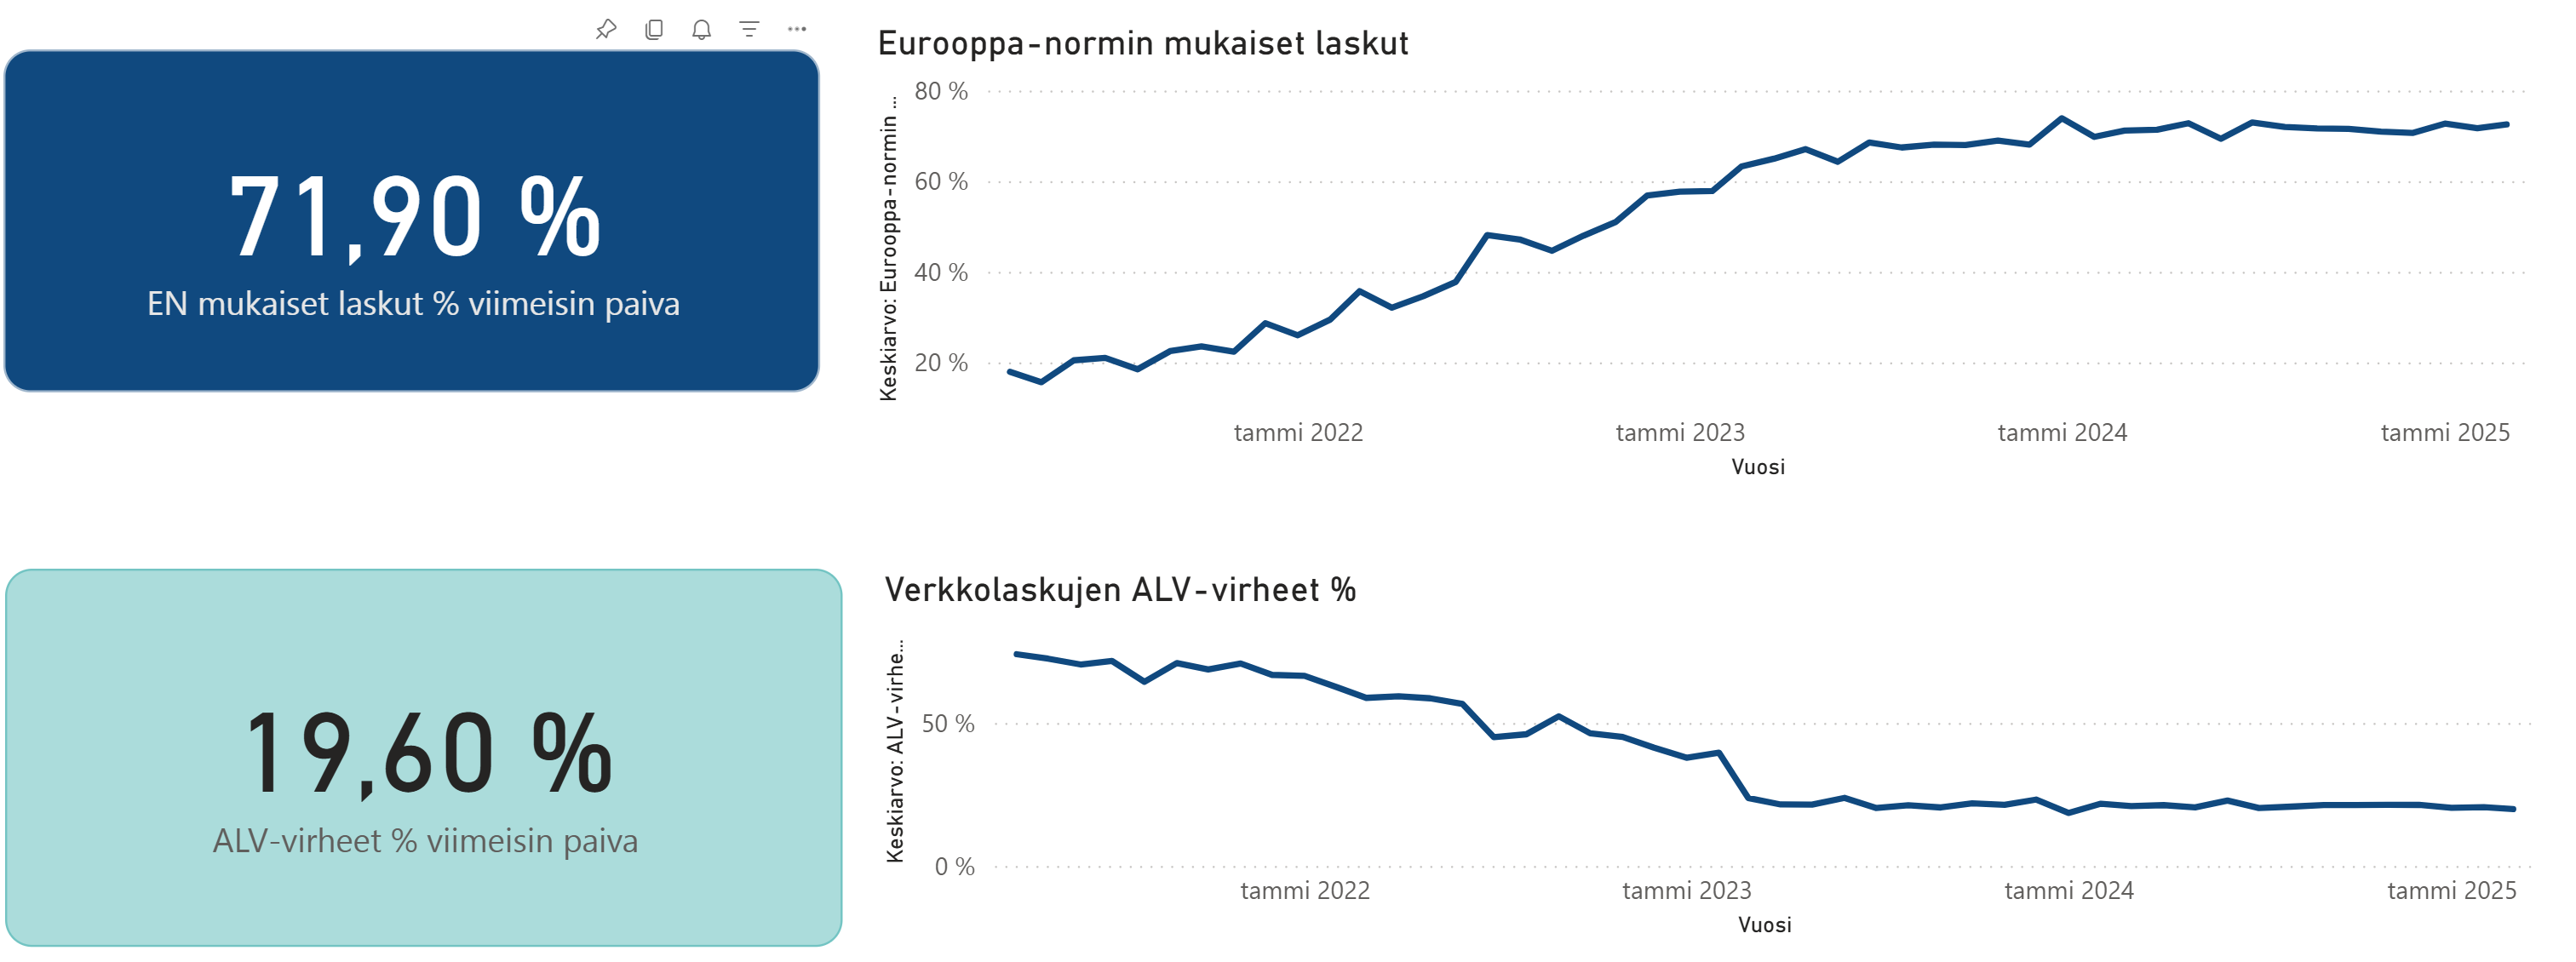 71,90 %
EN mukaiset laskut % viimeisin paiva
Eurooppa-normin mukaiset laskut
Keskiarvo: Eurooppa-normin ...
80 %
60 %
40 %
20 %
tammi 2022 tammi 2023 tammi 2024 tammi 2025
Vuosi
19,60 %
ALV-virheet % viimeisin paiva
Verkkolaskujen ALV-virheet %
Keskiarvo: ALV-virhe...
50 %
0 %
tammi 2022 tammi 2023 tammi 2024 tammi 2025
Vuosi